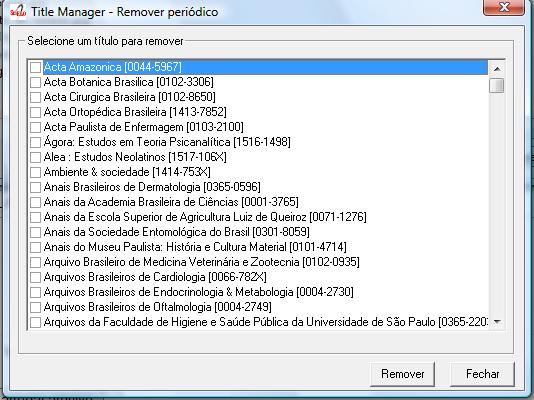 Title Manager - Remover periódico
Selecione um título para remover
Acta Amazonica [0044-5967]
Acta Botanica Brasilica [0102-3306]
Acta Cirurgica Brasileira [0102-8650]
Acta Ortopédica Brasileira [1413-7852]
Acta Paulista de Enfermagem [0103-2100]
Ágora: Estudos em Teoria Psicanalítica [1516-1498]
Alea : Estudos Neolatinos [1517-106X]
Ambiente & sociedade [1414-753X]
Anais Brasileiros de Dermatologia [0365-0596]
Anais da Academia Brasileira de Ciências [0001-3765]
Anais da Escola Superior de Agricultura Luiz de Queiroz [0071-1276]
Anais da Sociedade Entomológica do Brasil [0301-8059]
Anais do Museu Paulista: História e Cultura Material [0101-4714]
Arquivo Brasileiro de Medicina Veterinária e Zootecnia [0102-0935]
Arquivos Brasileiros de Cardiologia [0066-782X]
Arquivos Brasileiros de Endocrinologia & Metabologia [0004-2730]
Arquivos Brasileiros de Oftalmologia [0004-2749]
Arquivos da Faculdade de Higiene e Saúde Pública da Universidade de São Paulo [0365-220
Remover Fechar